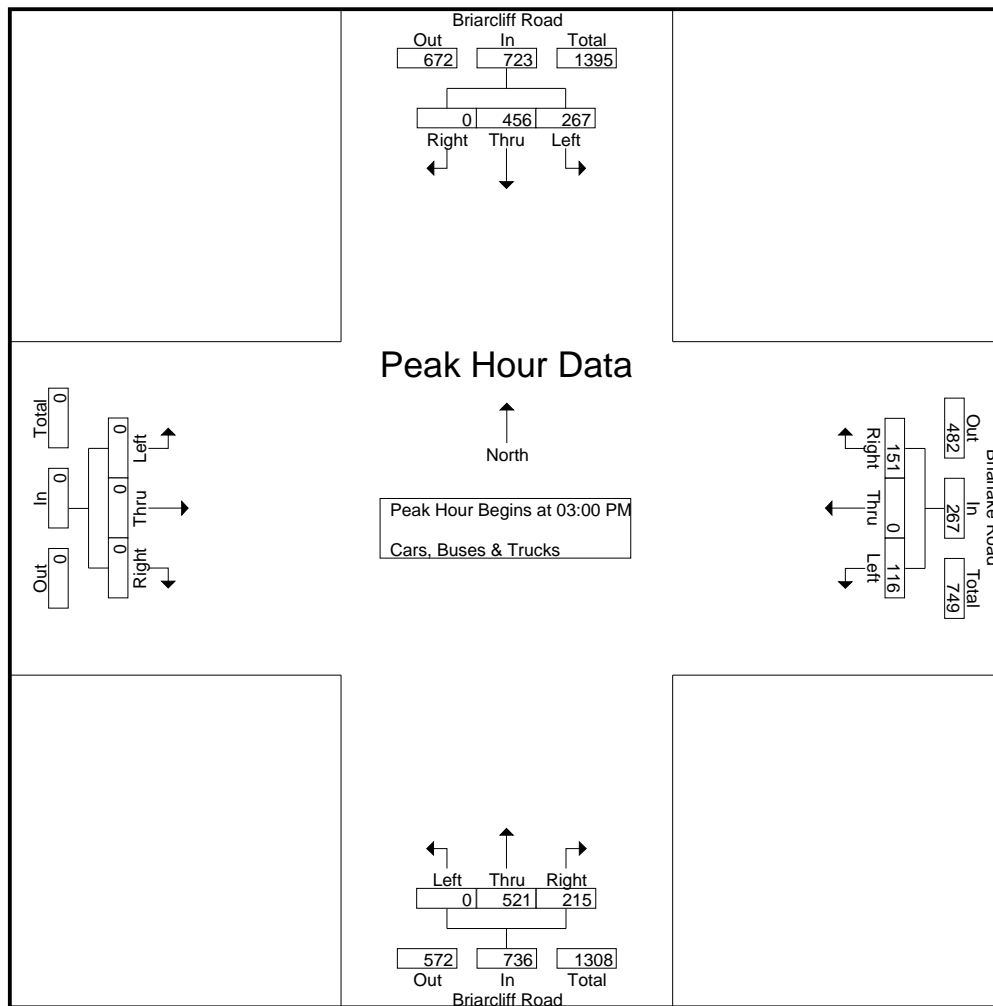 Briarcliff Road
Out In Total
672 723 1395
0 456 267
Right Thru Left
Peak Hour Data
North
Peak Hour Begins at 03:00 PM
Cars, Buses & Trucks
Total In Out
0 0 0
0 0 0
Left Thru Right
Out In Total
482 267 749
Right Thru Left
151 0 116
Road
Left Thru Right
0 521 215
572 736 1308
Out In Total
Briarcliff Road